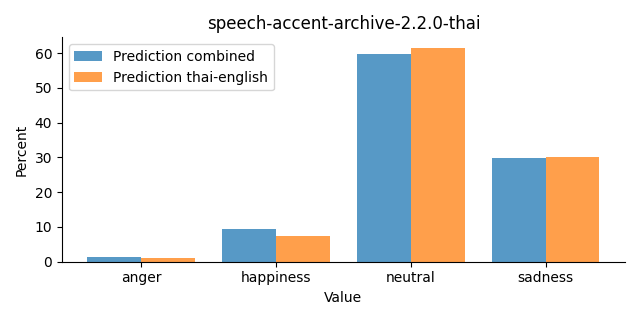 speech-accent-archive-2.2.0-thai
Prediction combined
Prediction thai-english
Percent
60
50
40
30
20
10
0
anger happiness neutral sadness
Value